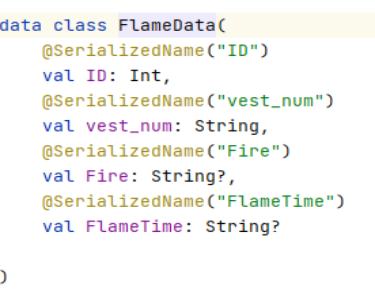 data class FlameData(
    @SerializedName("ID")
    val ID: Int,
    @SerializedName("vest_num")
    val vest_num: String,
    @SerializedName("Fire")
    val Fire: String?,
    @SerializedName("FlameTime")
    val FlameTime: String?
)